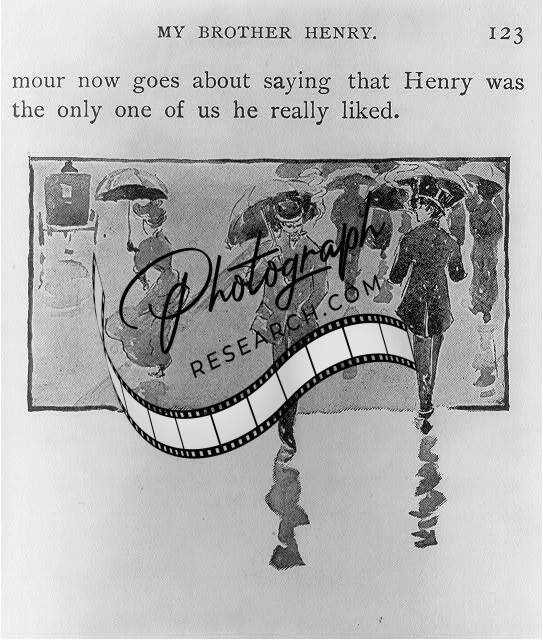 MY BROTHER HENRY. 123
mour now goes about saying that Henry was
the only one of us he really liked.
Photograph
RESEARCH.COM